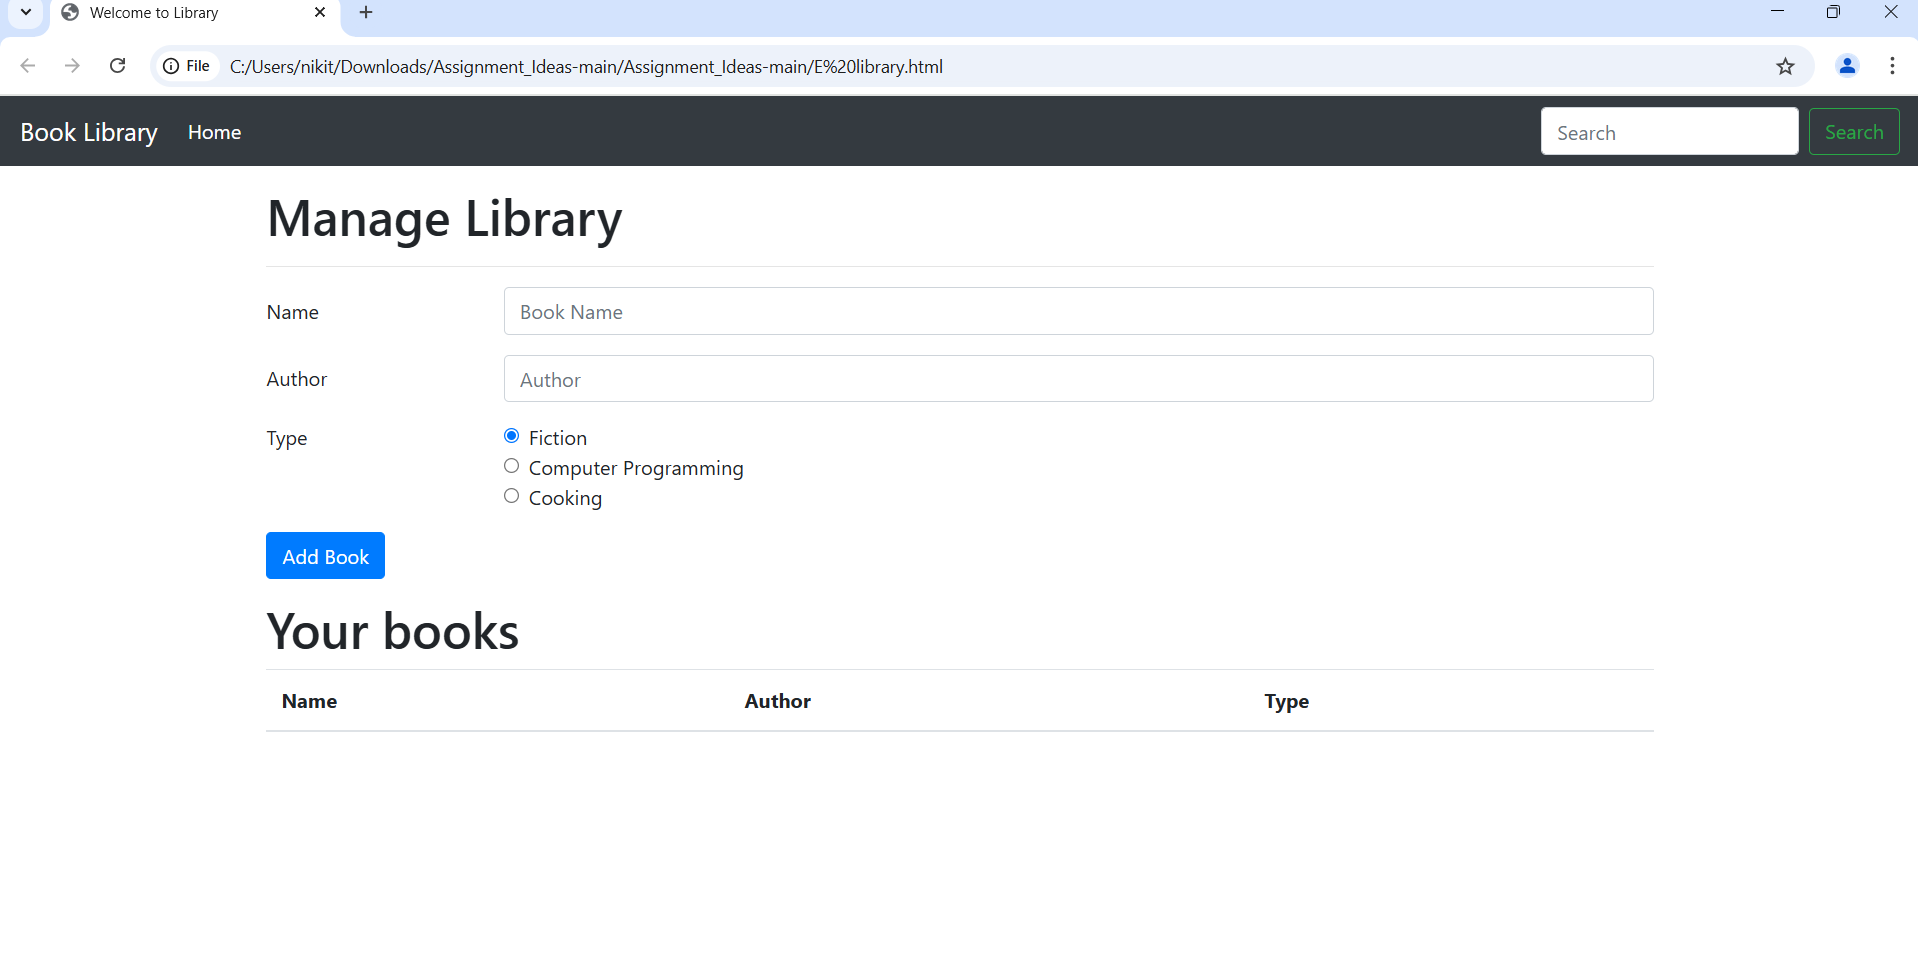 Welcome to Library
File C:/Users/nikit/Downloads/Assignment_Ideas-main/Assignment_Ideas-main/E%20library.html
Book Library Home Search Search
Manage Library
Name Book Name
Author Author
Type Fiction
Computer Programming
Cooking
Add Book
Your books
Name Author Type